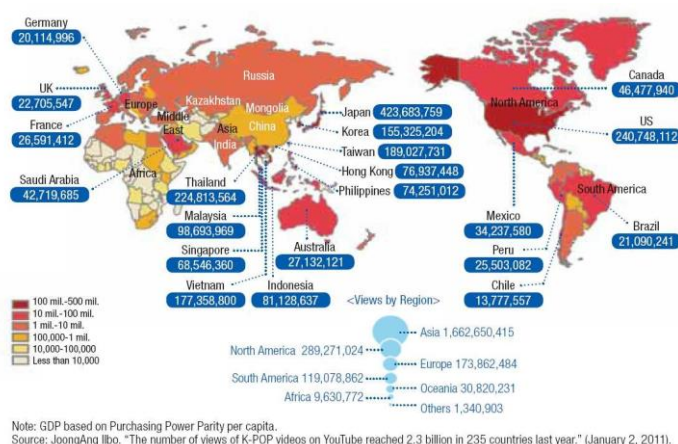 Germany
20,114,996
UK
22,705,547
France
26,591,412
Saudi Arabia
42,719,685
Europe
Middle
East
Africa
Russia
Kazakhstan
Mongolia
China
Asia
India
Japan 423,683,759
Korea 155,325,204
Taiwan 189,027,731
Hong Kong 76,937,448
Philippines 74,251,012
Thailand
224,813,564
Malaysia
98,693,969
Singapore
68,546,360
Vietnam
177,358,800
Indonesia
81,128,637
Australia
27,132,121
North America
Canada
46,477,940
US
240,748,112
South America
Mexico
34,237,580
Peru
25,503,082
Chile
13,777,557
Brazil
21,090,241
100 mil.-500 mil.
10 mil.-100 mil.
1 mil.-10 mil.
100,000-1 mil.
10,000-100,000
Less than 10,000
<Views by Region>
Asia 1,662,650,415
North America 289,271,024
Europe 173,862,484
South America 119,078,862
Oceania 30,820,231
Africa 9,630,772
Others 1,340,903
Note: GDP based on Purchasing Power Parity per capita.
Source: JoongAng Ilbo. "The number of views of K-POP videos on YouTube reached 2.3 billion in 235 countries last year." (January 2, 2011).